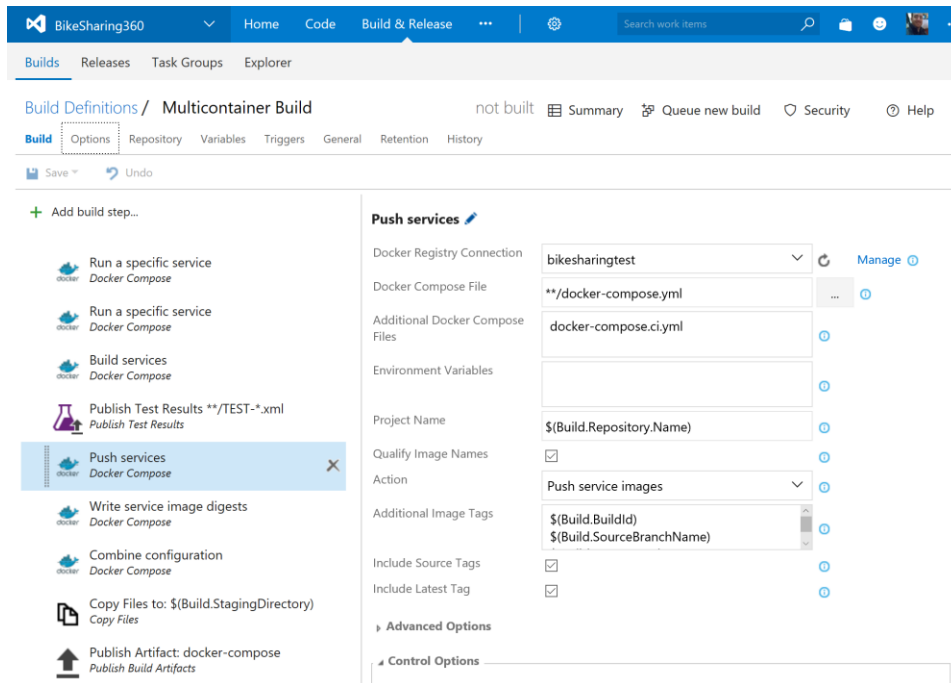 BikeSharing360
Home Code Build & Release ••• Search work items
Builds Releases Task Groups Explorer
Build Definitions / Multicontainer Build not built Summary Queue new build Security Help
Build Options Repository Variables Triggers General Retention History
Save Undo
Add build step...
Run a specific service
docker Docker Compose
Run a specific service
docker Docker Compose
Build services
docker Docker Compose
Publish Test Results **/TEST-*.xml
Publish Test Results
Push services
docker Docker Compose
Write service image digests
docker Docker Compose
Combine configuration
docker Docker Compose
Copy Files to: $(Build.StagingDirectory)
Copy Files
Publish Artifact: docker-compose
Publish Build Artifacts
Push services
Docker Registry Connection bikesharingtest Manage
Docker Compose File **/docker-compose.yml ...
Additional Docker Compose
Files
docker-compose.ci.yml
Environment Variables
Project Name $(Build.Repository.Name)
Qualify Image Names
Action Push service images
Additional Image Tags $(Build.BuildId)
$(Build.SourceBranchName)
Include Source Tags
Include Latest Tag
Advanced Options
Control Options